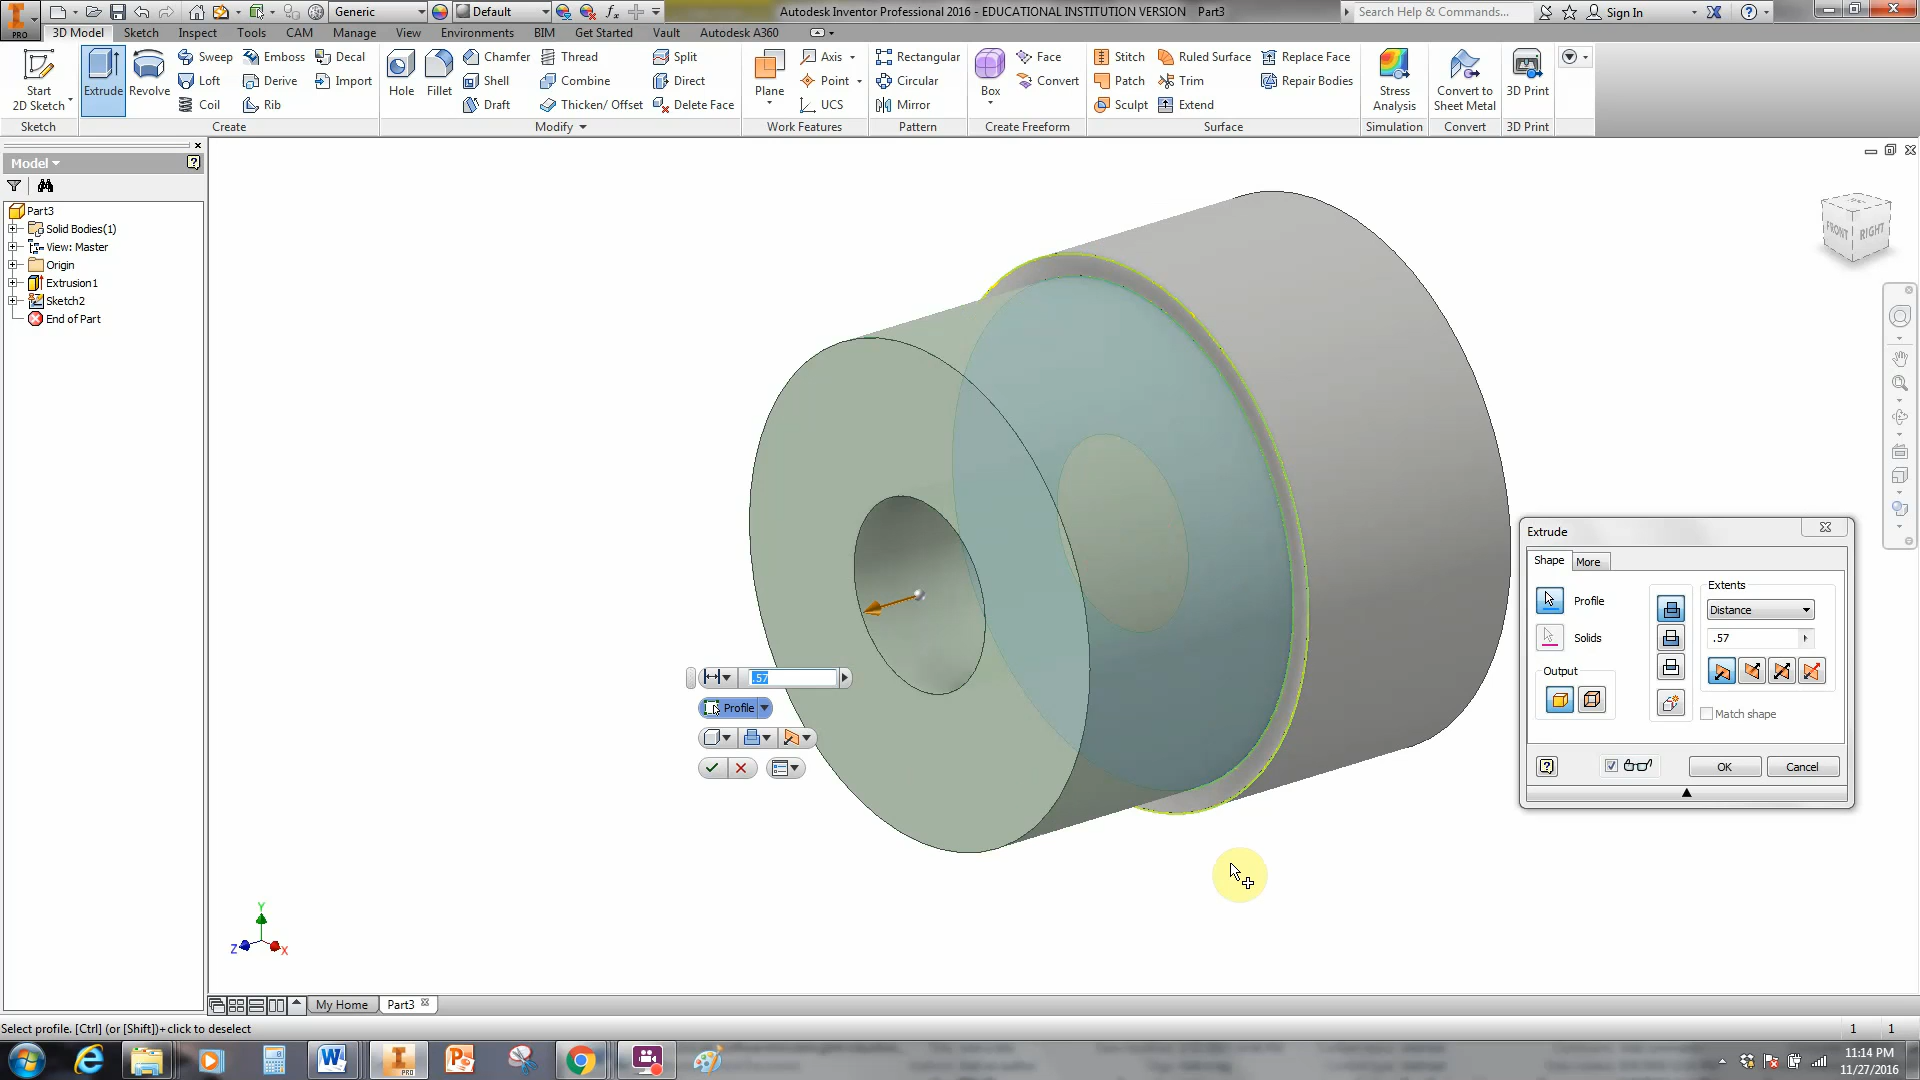 Generic
Default
Autodesk Inventor Professional 2016 - EDUCATIONAL INSTITUTION VERSION Part3
Search Help & Commands...
Sign In
PRO
3D Model Sketch Inspect Tools CAM Manage View Environments BIM Get Started Vault Autodesk A360
Start
2D Sketch
Extrude
Revolve
Sweep
Loft
Coil
Emboss
Derive
Rib
Decal
Import
Hole
Fillet
Chamfer
Shell
Draft
Thread
Combine
Thicken/ Offset
Split
Direct
Delete Face
Plane
Axis
Point
UCS
Rectangular
Circular
Mirror
Box
Face
Convert
Stitch
Patch
Sculpt
Ruled Surface
Trim
Extend
Replace Face
Repair Bodies
Stress
Analysis
Convert to
Sheet Metal
3D Print
Sketch Create Modify Work Features Pattern Create Freeform Surface Simulation Convert 3D Print
Model
Part3
Solid Bodies(1)
View: Master
Origin
Extrusion1
Sketch2
End of Part
FRONT
RIGHT
.57
Profile
Extrude
Shape More
Profile
Solids
Output
Extents
Distance
.57
Match shape
OK Cancel
Y
Z
X
My Home Part3
Select profile. [Ctrl] (or [Shift])+click to deselect
1 1
PRO
11:14 PM
11/27/2016